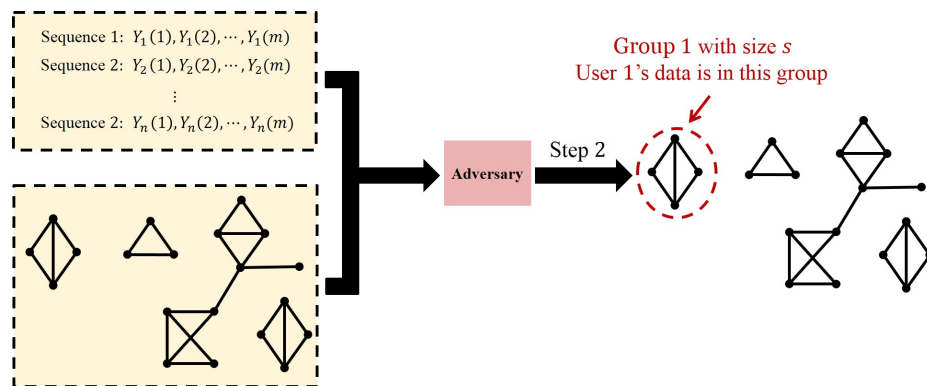 Sequence 1: Y₁(1), Y₁(2), ⋯, Y₁(m)
Sequence 2: Y₂(1), Y₂(2), ⋯, Y₂(m)
⋮
Sequence 2: Yₙ(1), Yₙ(2), ⋯, Yₙ(m)
Adversary
Step 2
Group 1 with size s
User 1's data is in this group